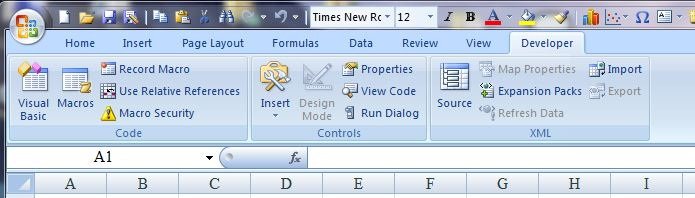 Times New Ro 12 I B A
Home Insert Page Layout Formulas Data Review View Developer
Visual Basic
Macros
Record Macro
Use Relative References
Macro Security
Code
Insert
Design Mode
Properties
View Code
Run Dialog
Controls
Source
Map Properties
Expansion Packs
Refresh Data
Import
Export
XML
A1 fx
A B C D E F G H I